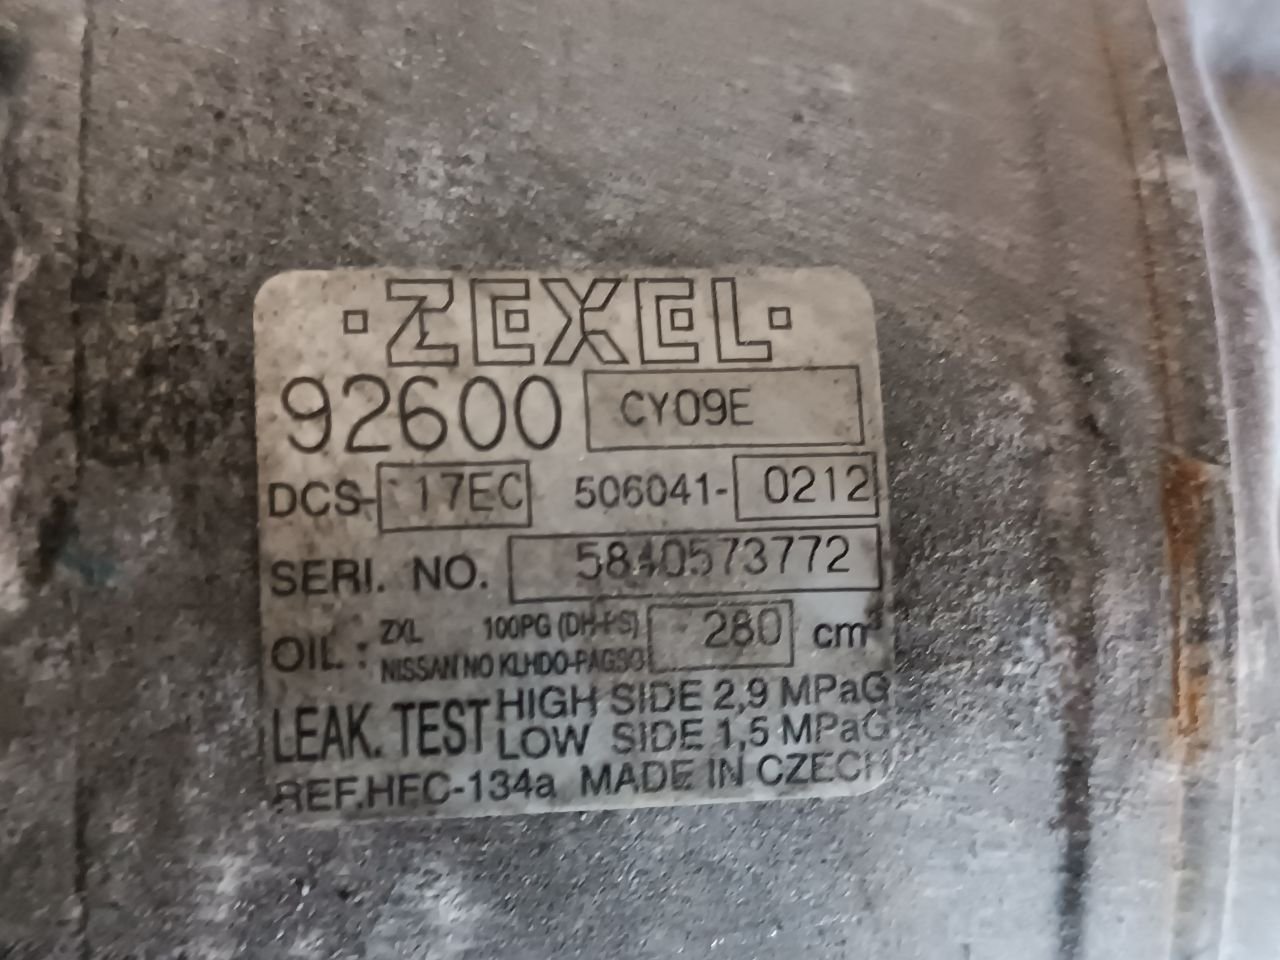 ZEXEL
92600 CY09E
DCS- 17EC 506041- 0212
SERI. NO. 5840573772
OIL : ZXL 100PG (DH-PS) 280 cm³
NISSAN NO KLHDO-PAGSO
LEAK. TEST HIGH SIDE 2,9 MPaG
LOW SIDE 1,5 MPaG
REF.HFC-134a MADE IN CZECH